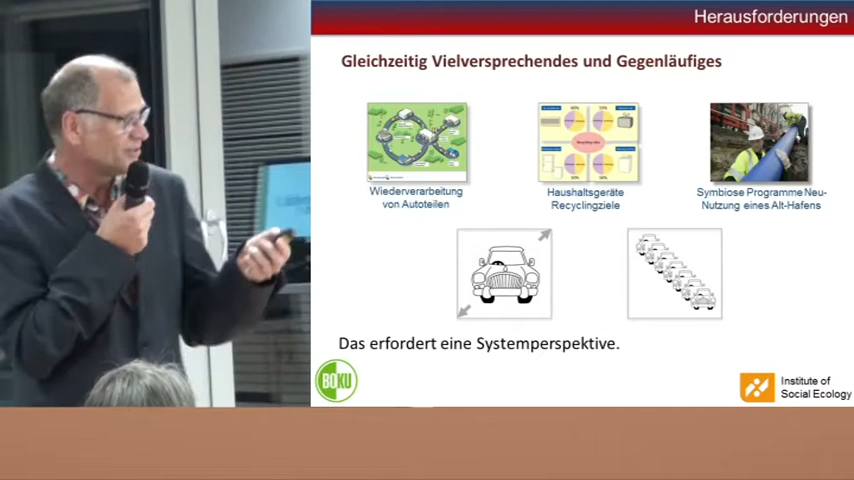 Herausforderungen
Gleichzeitig Vielversprechendes und Gegenläufiges
Wiederverarbeitung
von Autoteilen
Haushaltsgeräte
Recyclingziele
Symbiose Programme Neu-
Nutzung eines Alt-Hafens
Das erfordert eine Systemperspektive.
BOKU
Institute of
Social Ecology